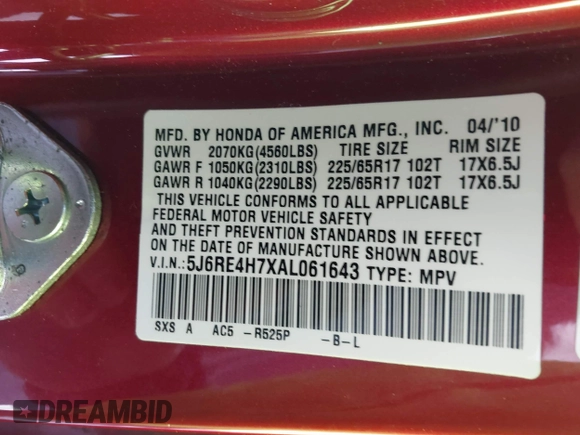 MFD. BY HONDA OF AMERICA MFG., INC. 04/'10
GVWR 2070KG(4560LBS) TIRE SIZE RIM SIZE
GAWR F 1050KG(2310LBS) 225/65R17 102T 17X6.5J
GAWR R 1040KG(2290LBS) 225/65R17 102T 17X6.5J
THIS VEHICLE CONFORMS TO ALL APPLICABLE
FEDERAL MOTOR VEHICLE SAFETY
AND THEFT PREVENTION STANDARDS IN EFFECT
ON THE DATE OF MANUFACTURE SHOWN ABOVE.
V.I.N.:5J6RE4H7XAL061643 TYPE: MPV
SXS A AC5 -R525P -B-L
DREAMBID